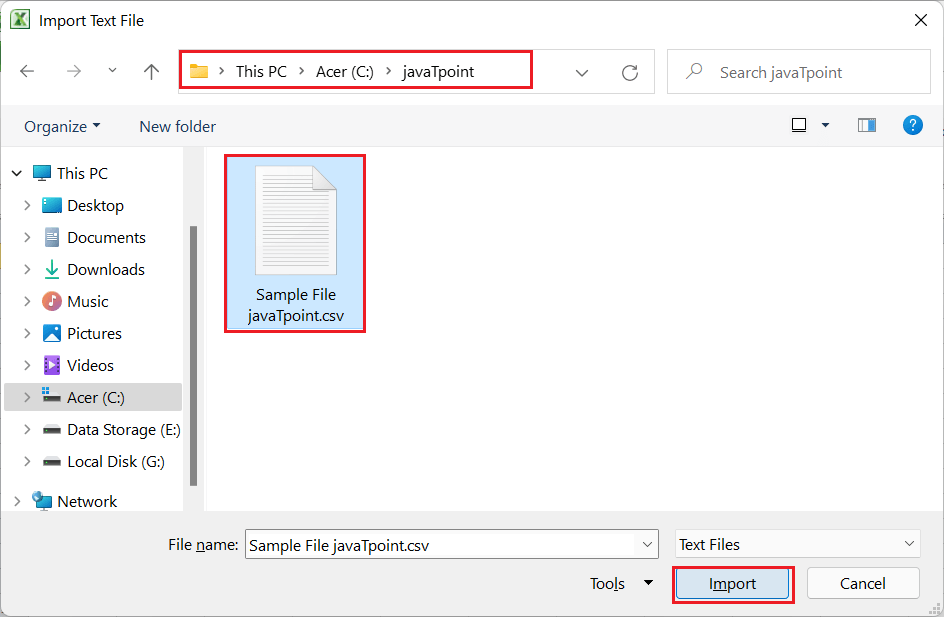 Import Text File
This PC > Acer (C:) > javaTpoint
Search javaTpoint
Organize
New folder
?
This PC
Desktop
Documents
Downloads
Music
Pictures
Videos
Acer (C:)
Data Storage (E:)
Local Disk (G:)
Network
Sample File
javaTpoint.csv
File name: Sample File javaTpoint.csv
Text Files
Tools
Import
Cancel